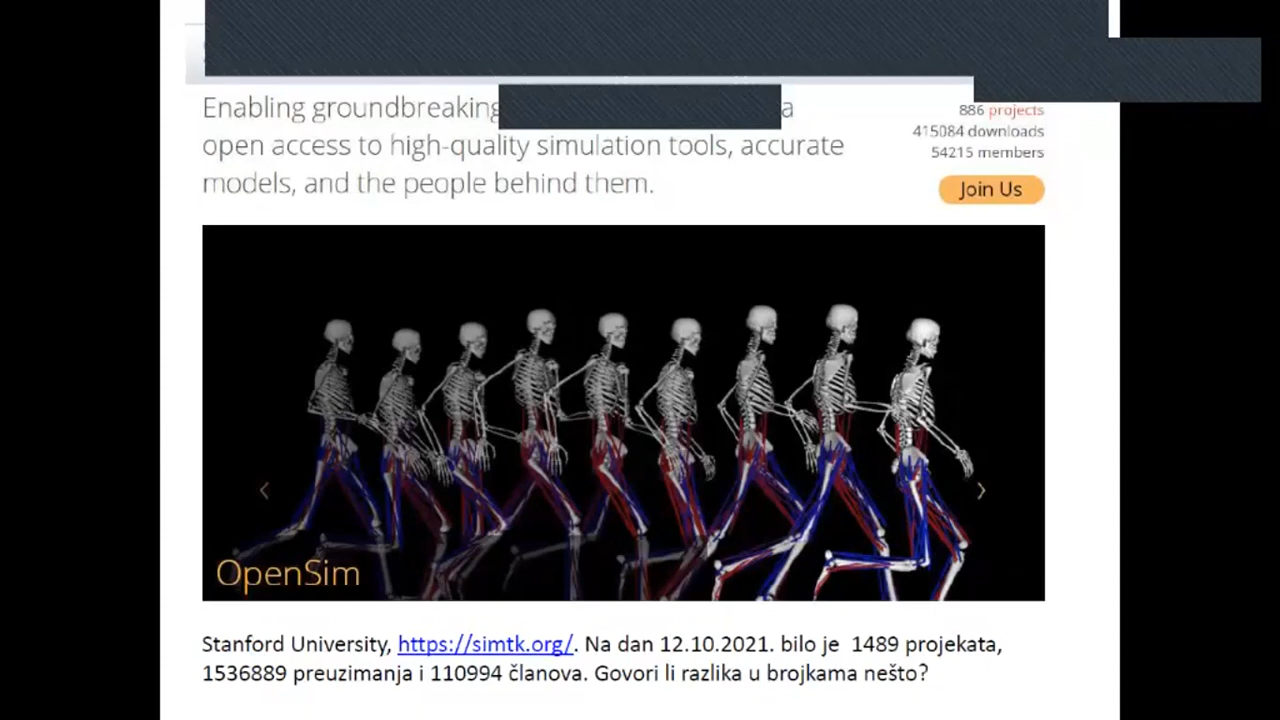 Enabling groundbreaking a
886 projects
open access to high-quality simulation tools, accurate
415084 downloads
models, and the people behind them.
54215 members
Join Us
OpenSim
Stanford University, https://simtk.org/. Na dan 12.10.2021. bilo je 1489 projekata,
1536889 preuzimanja i 110994 članova. Govori li razlika u brojkama nešto?